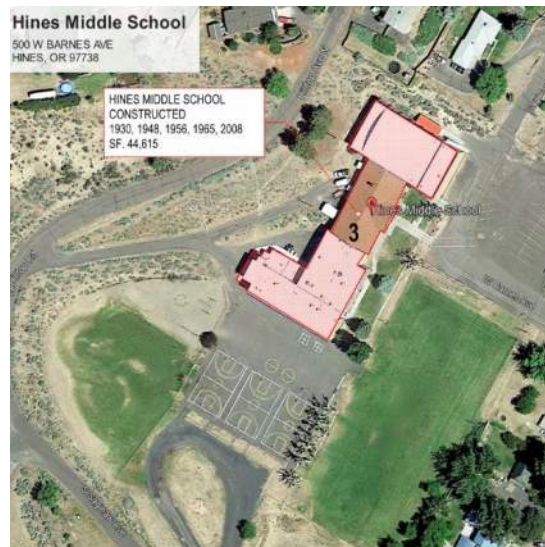 Hines Middle School
500 W BARNES AVE
HINES, OR 97738
HINES MIDDLE SCHOOL
CONSTRUCTED
1930, 1948, 1956, 1965, 2008
SF. 44,615
Hines Middle School
3